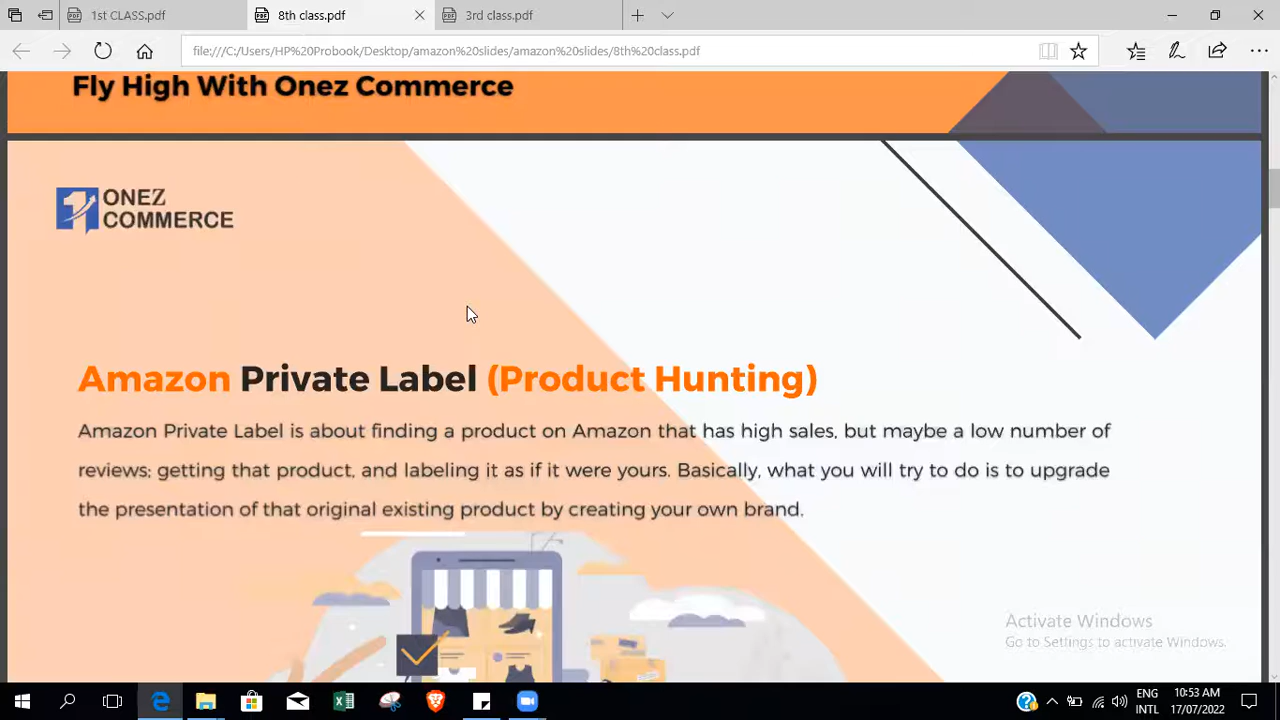 1st CLASS.pdf
8th class.pdf
3rd class.pdf
file:///C:/Users/HP%20Probook/Desktop/amazon%20slides/amazon%20slides/8th%20class.pdf
Fly High With Onez Commerce
ONEZ
COMMERCE
Amazon Private Label (Product Hunting)
Amazon Private Label is about finding a product on Amazon that has high sales, but maybe a low number of
reviews; getting that product, and labeling it as if it were yours. Basically, what you will try to do is to upgrade
the presentation of that original existing product by creating your own brand.
Activate Windows
Go to Settings to activate Windows.
ENG
INTL
10:53 AM
17/07/2022